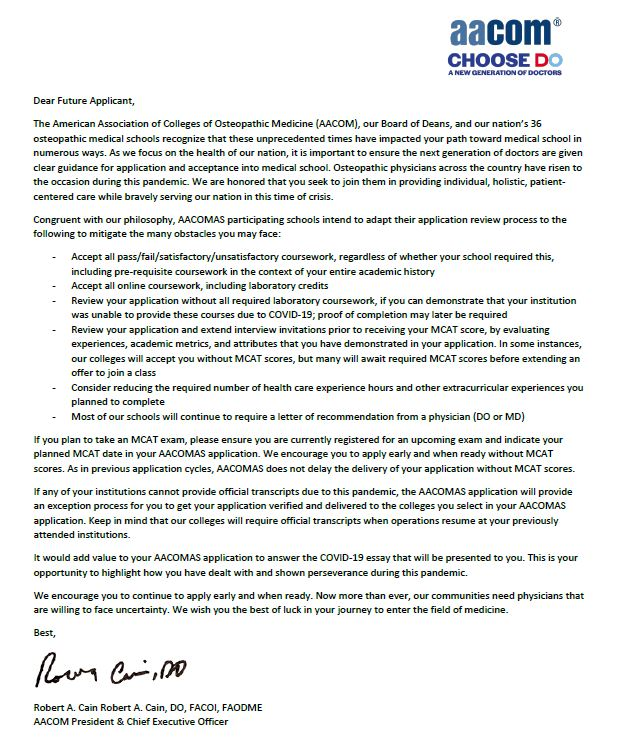 aacom®
CHOOSE DO
A NEW GENERATION OF DOCTORS
Dear Future Applicant,
The American Association of Colleges of Osteopathic Medicine (AACOM), our Board of Deans, and our nation's 36
osteopathic medical schools recognize that these unprecedented times have impacted your path toward medical school in
numerous ways. As we focus on the health of our nation, it is important to ensure the next generation of doctors are given
clear guidance for application and acceptance into medical school. Osteopathic physicians across the country have risen to
the occasion during this pandemic. We are honored that you seek to join them in providing individual, holistic, patient-
centered care while bravely serving our nation in this time of crisis.
Congruent with our philosophy, AACOMAS participating schools intend to adapt their application review process to the
following to mitigate the many obstacles you may face:
- Accept all pass/fail/satisfactory/unsatisfactory coursework, regardless of whether your school required this,
including pre-requisite coursework in the context of your entire academic history
- Accept all online coursework, including laboratory credits
- Review your application without all required laboratory coursework, if you can demonstrate that your institution
was unable to provide these courses due to COVID-19; proof of completion may later be required
- Review your application and extend interview invitations prior to receiving your MCAT score, by evaluating
experiences, academic metrics, and attributes that you have demonstrated in your application. In some instances,
our colleges will accept you without MCAT scores, but many will await required MCAT scores before extending an
offer to join a class
- Consider reducing the required number of health care experience hours and other extracurricular experiences you
planned to complete
- Most of our schools will continue to require a letter of recommendation from a physician (DO or MD)
If you plan to take an MCAT exam, please ensure you are currently registered for an upcoming exam and indicate your
planned MCAT date in your AACOMAS application. We encourage you to apply early and when ready without MCAT
scores. As in previous application cycles, AACOMAS does not delay the delivery of your application without MCAT scores.
If any of your institutions cannot provide official transcripts due to this pandemic, the AACOMAS application will provide
an exception process for you to get your application verified and delivered to the colleges you select in your AACOMAS
application. Keep in mind that our colleges will require official transcripts when operations resume at your previously
attended institutions.
It would add value to your AACOMAS application to answer the COVID-19 essay that will be presented to you. This is your
opportunity to highlight how you have dealt with and shown perseverance during this pandemic.
We encourage you to continue to apply early and when ready. Now more than ever, our communities need physicians that
are willing to face uncertainty. We wish you the best of luck in your journey to enter the field of medicine.
Best,
Cain, DO
Robert A. Cain Robert A. Cain, DO, FACOI, FAODME
AACOM President & Chief Executive Officer